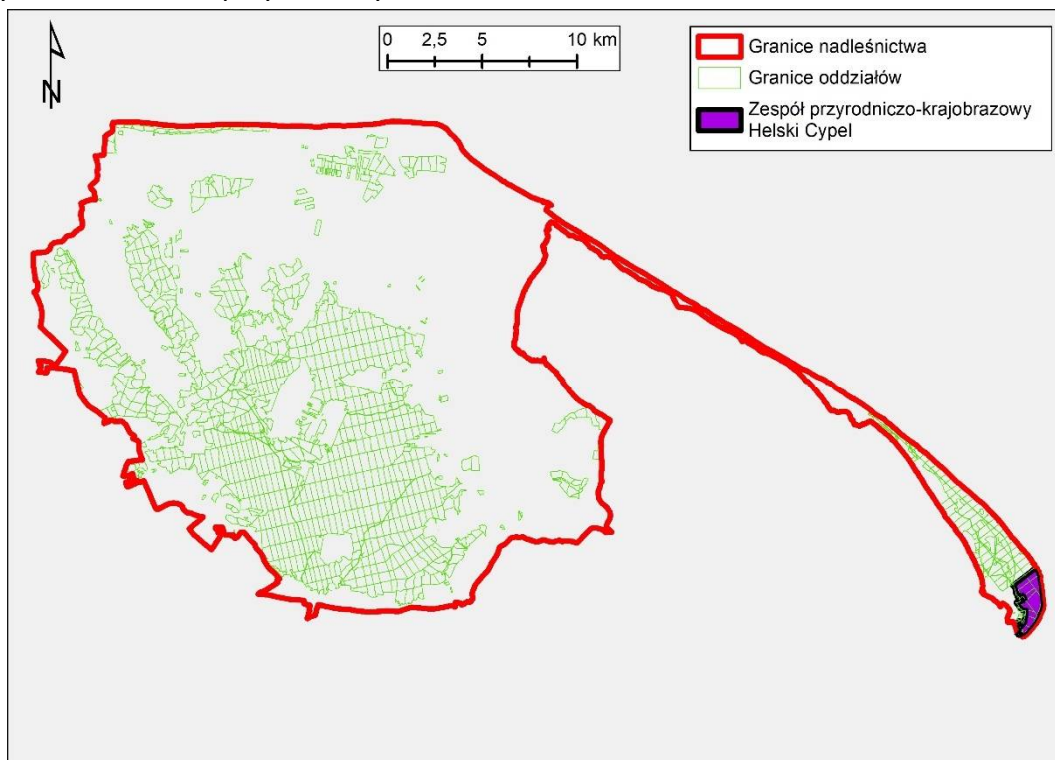 N
0 2,5 5 10 km
Granice nadleśnictwa
Granice oddziałów
Zespół przyrodniczo-krajobrazowy
Helski Cypel